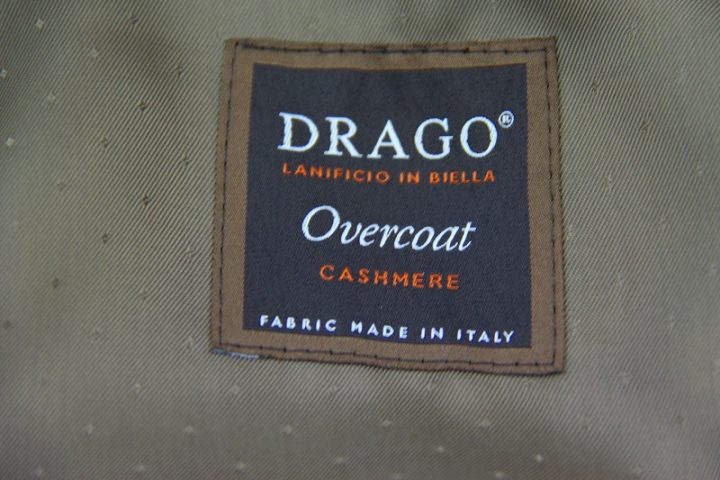 DRAGO®
LANIFICIO IN BIELLA
Overcoat
CASHMERE
FABRIC MADE IN ITALY